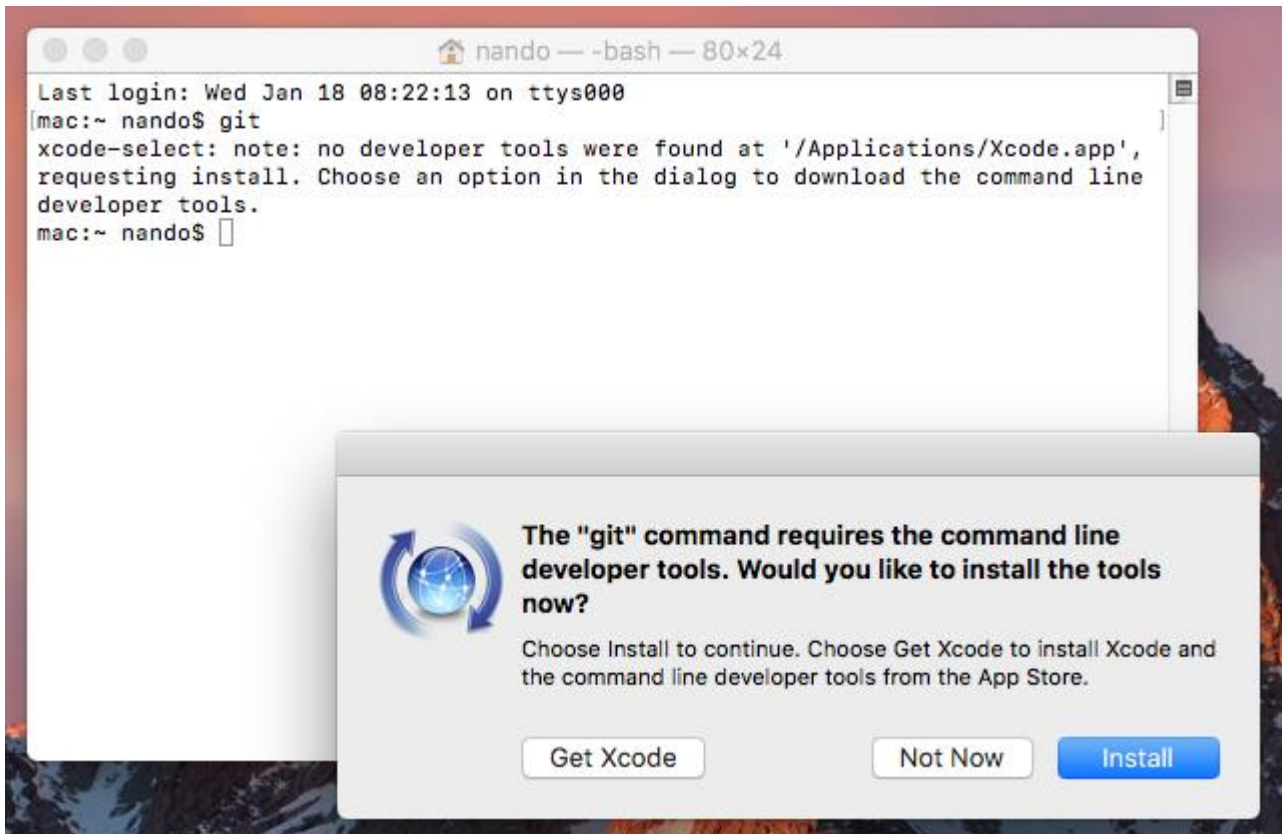 nando — -bash — 80×24
Last login: Wed Jan 18 08:22:13 on ttys000
[mac:~ nando$ git ]
xcode-select: note: no developer tools were found at '/Applications/Xcode.app',
requesting install. Choose an option in the dialog to download the command line
developer tools.
mac:~ nando$
The "git" command requires the command line
developer tools. Would you like to install the tools
now?
Choose Install to continue. Choose Get Xcode to install Xcode and
the command line developer tools from the App Store.
Get Xcode
Not Now
Install